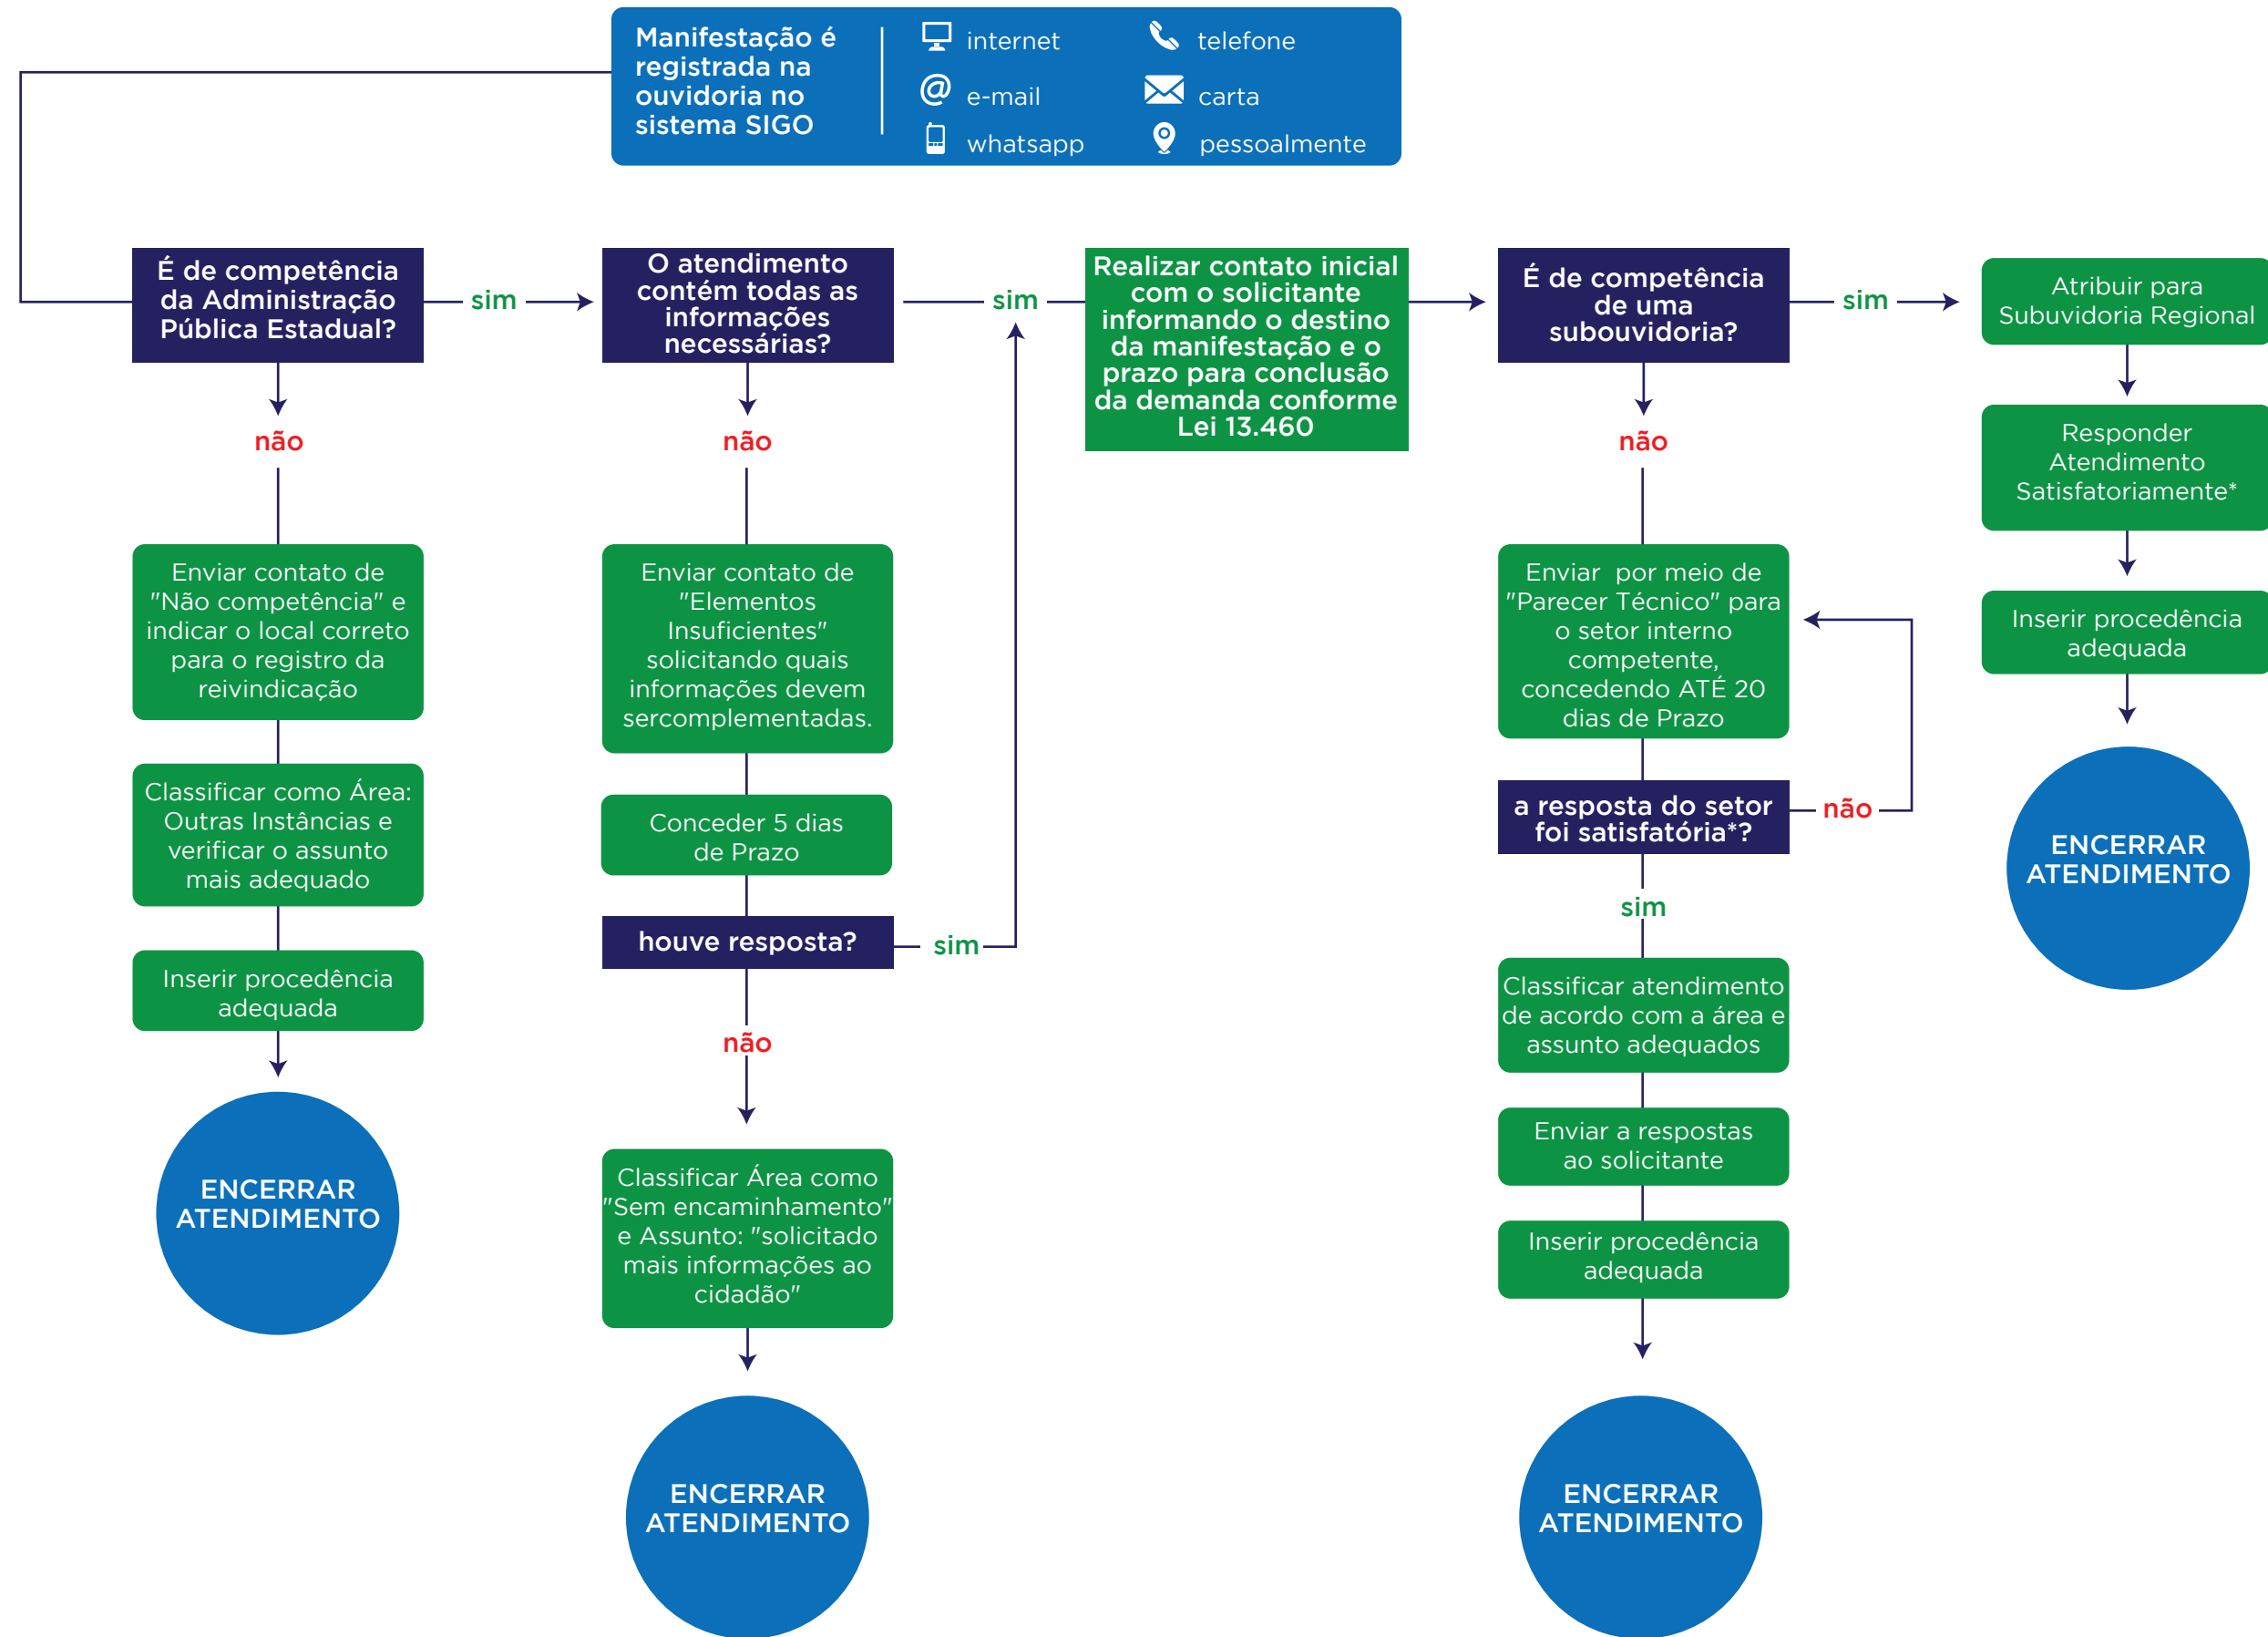 Manifestação é
registrada na
ouvidoria no
sistema SIGO
internet
telefone
e-mail
carta
whatsapp
pessoalmente
É de competência
da Administração
Pública Estadual?
sim
não
Enviar contato de
"Não competência" e
indicar o local correto
para o registro da
reivindicação
Classificar como Área:
Outras Instâncias e
verificar o assunto
mais adequado
Inserir procedência
adequada
ENCERRAR
ATENDIMENTO
O atendimento
contém todas as
informações
necessárias?
sim
não
Enviar contato de
"Elementos
Insuficientes"
solicitando quais
informações devem
sercomplementadas.
Conceder 5 dias
de Prazo
houve resposta?
sim
não
Classificar Área como
"Sem encaminhamento"
e Assunto: "solicitado
mais informações ao
cidadão"
ENCERRAR
ATENDIMENTO
Realizar contato inicial
com o solicitante
informando o destino
da manifestação e o
prazo para conclusão
da demanda conforme
Lei 13.460
É de competência
de uma
subouvidoria?
sim
não
Enviar  por meio de
"Parecer Técnico" para
o setor interno
competente,
concedendo ATÉ 20
dias de Prazo
a resposta do setor
foi satisfatória*?
não
sim
Classificar atendimento
de acordo com a área e
assunto adequados
Enviar a respostas
ao solicitante
Inserir procedência
adequada
ENCERRAR
ATENDIMENTO
Atribuir para
Subuvidoria Regional
Responder
Atendimento
Satisfatoriamente*
Inserir procedência
adequada
ENCERRAR
ATENDIMENTO